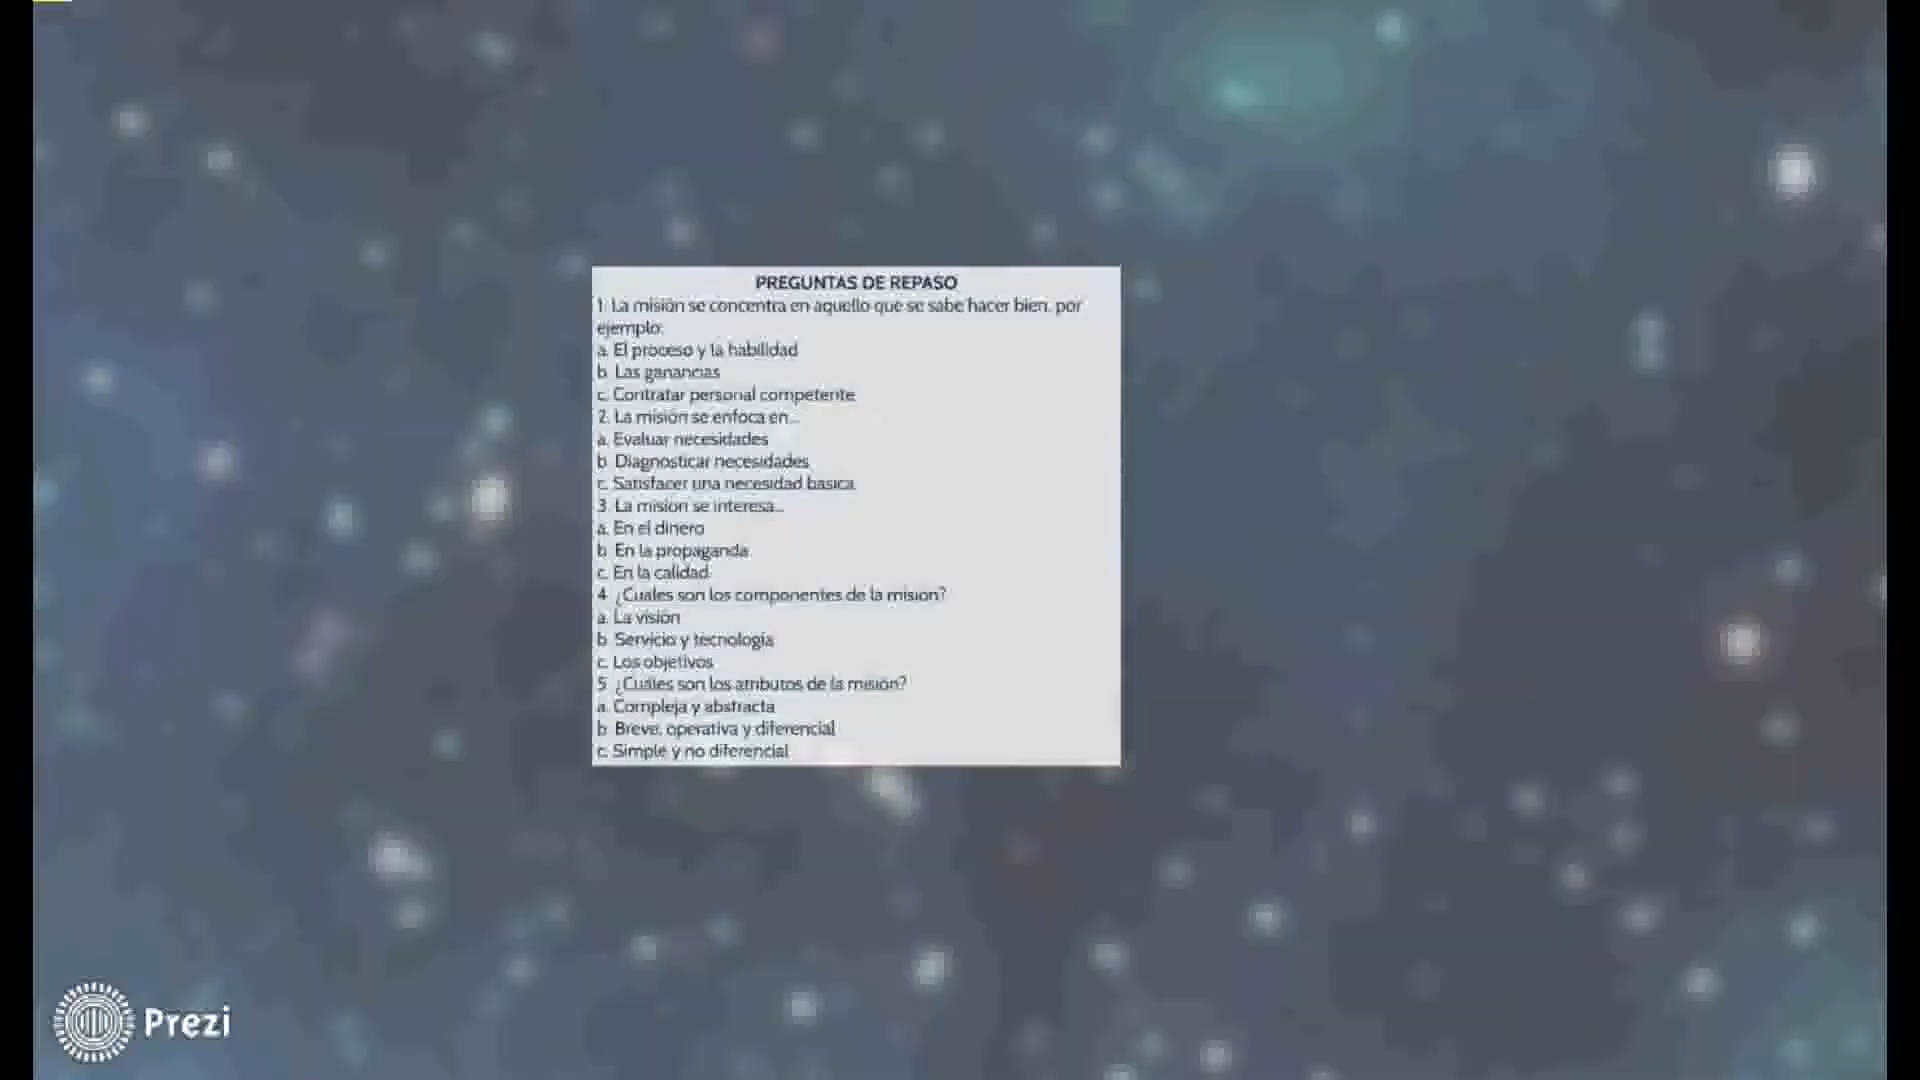 PREGUNTAS DE REPASO
1. La misión se concentra en aquello que se sabe hacer bien, por
ejemplo:
a. El proceso y la habilidad
b. Las ganancias
c. Contratar personal competente
2. La misión se enfoca en...
a. Evaluar necesidades
b. Diagnosticar necesidades
c. Satisfacer una necesidad basica
3. La mision se interesa...
a. En el dinero
b. En la propaganda
c. En la calidad
4. ¿Cuáles son los componentes de la misión?
a. La visión
b. Servicio y tecnología
c. Los objetivos
5. ¿Cuáles son los atributos de la misión?
a. Compleja y abstracta
b. Breve, operativa y diferencial
c. Simple y no diferencial
Prezi